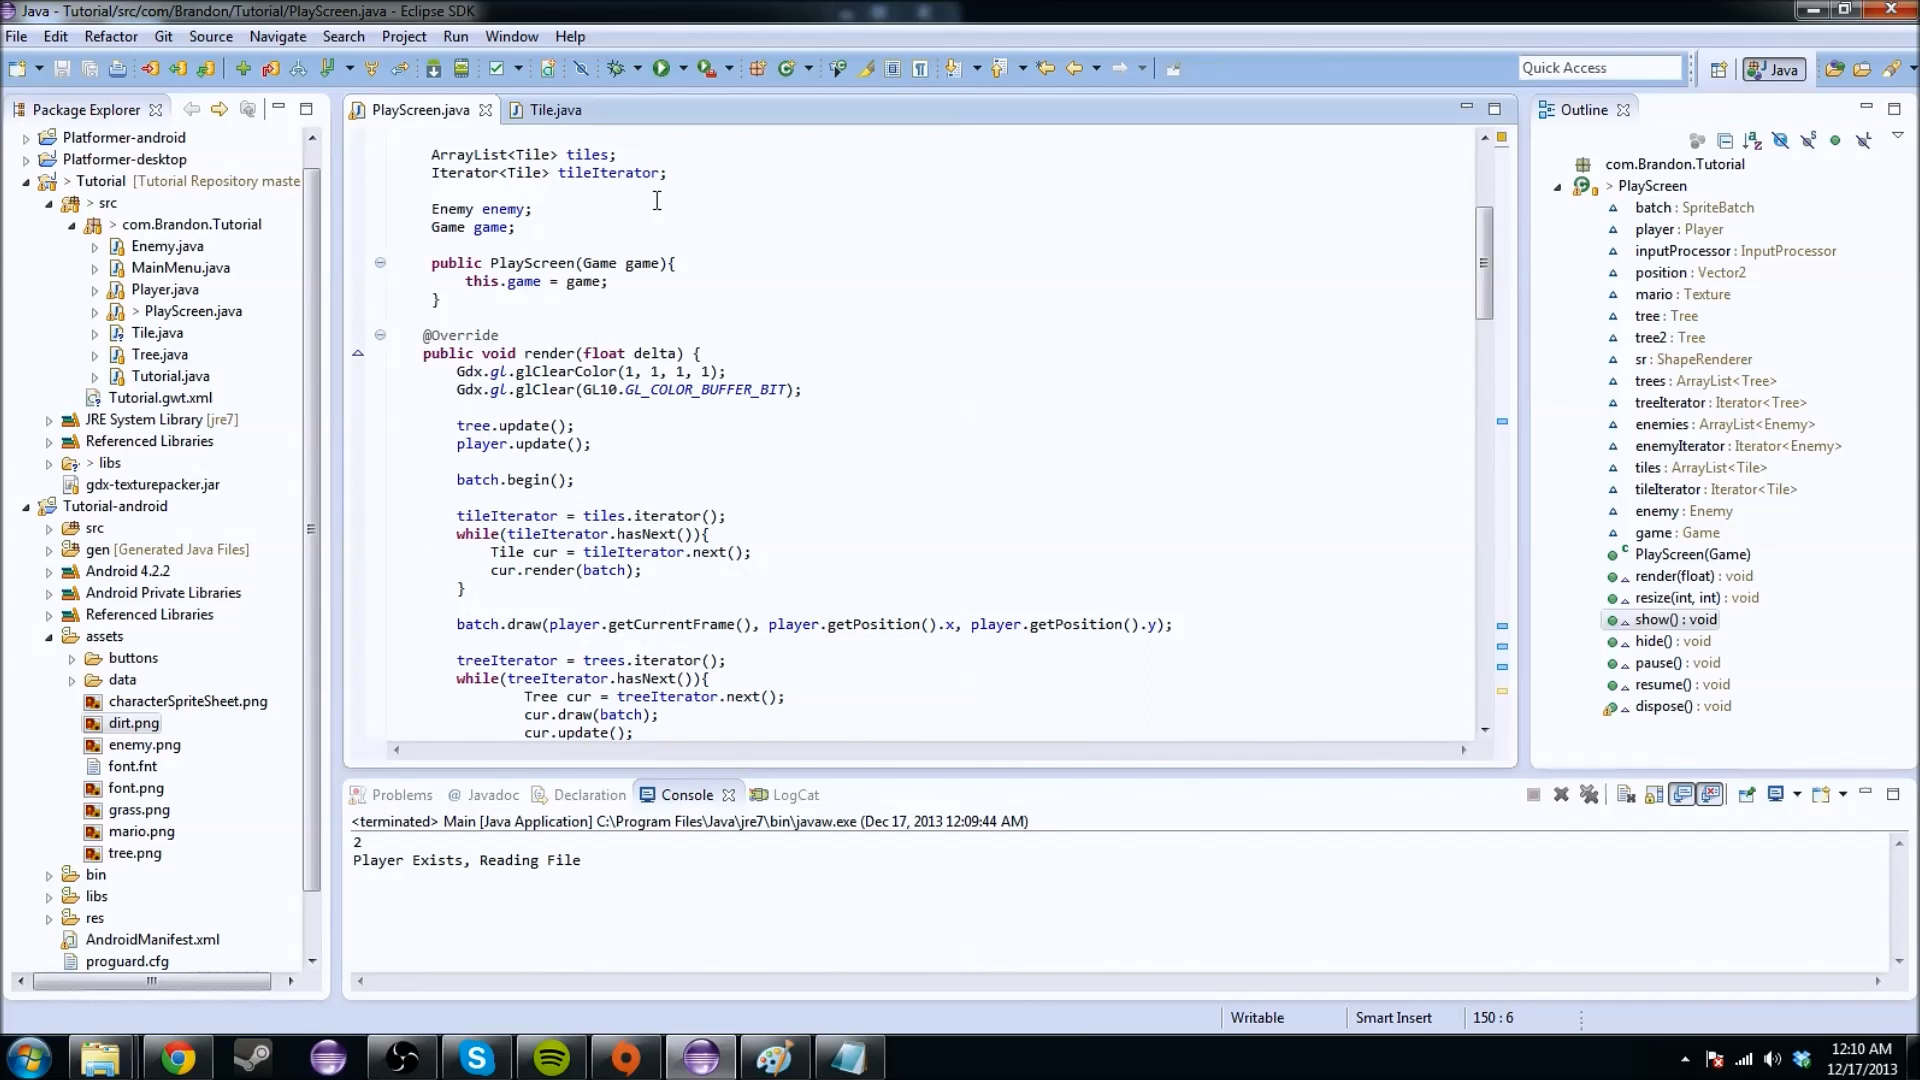 Java - Tutorial/src/com/Brandon/Tutorial/PlayScreen.java - Eclipse SDK
File Edit Refactor Git Source Navigate Search Project Run Window Help
Quick Access
Java
Package Explorer
Platformer-android
Platformer-desktop
> Tutorial [Tutorial Repository maste
> src
> com.Brandon.Tutorial
Enemy.java
MainMenu.java
Player.java
> PlayScreen.java
Tile.java
Tree.java
Tutorial.java
Tutorial.gwt.xml
JRE System Library [jre7]
Referenced Libraries
> libs
gdx-texturepacker.jar
Tutorial-android
src
gen [Generated Java Files]
Android 4.2.2
Android Private Libraries
Referenced Libraries
assets
buttons
data
characterSpriteSheet.png
dirt.png
enemy.png
font.fnt
font.png
grass.png
mario.png
tree.png
bin
libs
res
AndroidManifest.xml
proguard.cfg
PlayScreen.java Tile.java
ArrayList<Tile> tiles;
Iterator<Tile> tileIterator;
Enemy enemy;
Game game;
public PlayScreen(Game game){
this.game = game;
}
@Override
public void render(float delta) {
Gdx.gl.glClearColor(1, 1, 1, 1);
Gdx.gl.glClear(GL10.GL_COLOR_BUFFER_BIT);
tree.update();
player.update();
batch.begin();
tileIterator = tiles.iterator();
while(tileIterator.hasNext()){
Tile cur = tileIterator.next();
cur.render(batch);
}
batch.draw(player.getCurrentFrame(), player.getPosition().x, player.getPosition().y);
treeIterator = trees.iterator();
while(treeIterator.hasNext()){
Tree cur = treeIterator.next();
cur.draw(batch);
cur.update();
Outline
com.Brandon.Tutorial
> PlayScreen
batch : SpriteBatch
player : Player
inputProcessor : InputProcessor
position : Vector2
mario : Texture
tree : Tree
tree2 : Tree
sr : ShapeRenderer
trees : ArrayList<Tree>
treeIterator : Iterator<Tree>
enemies : ArrayList<Enemy>
enemyIterator : Iterator<Enemy>
tiles : ArrayList<Tile>
tileIterator : Iterator<Tile>
enemy : Enemy
game : Game
PlayScreen(Game)
render(float) : void
resize(int, int) : void
show() : void
hide() : void
pause() : void
resume() : void
dispose() : void
Problems @ Javadoc Declaration Console LogCat
<terminated> Main [Java Application] C:\Program Files\Java\jre7\bin\javaw.exe (Dec 17, 2013 12:09:44 AM)
2
Player Exists, Reading File
Writable Smart Insert 150 : 6
12:10 AM
12/17/2013